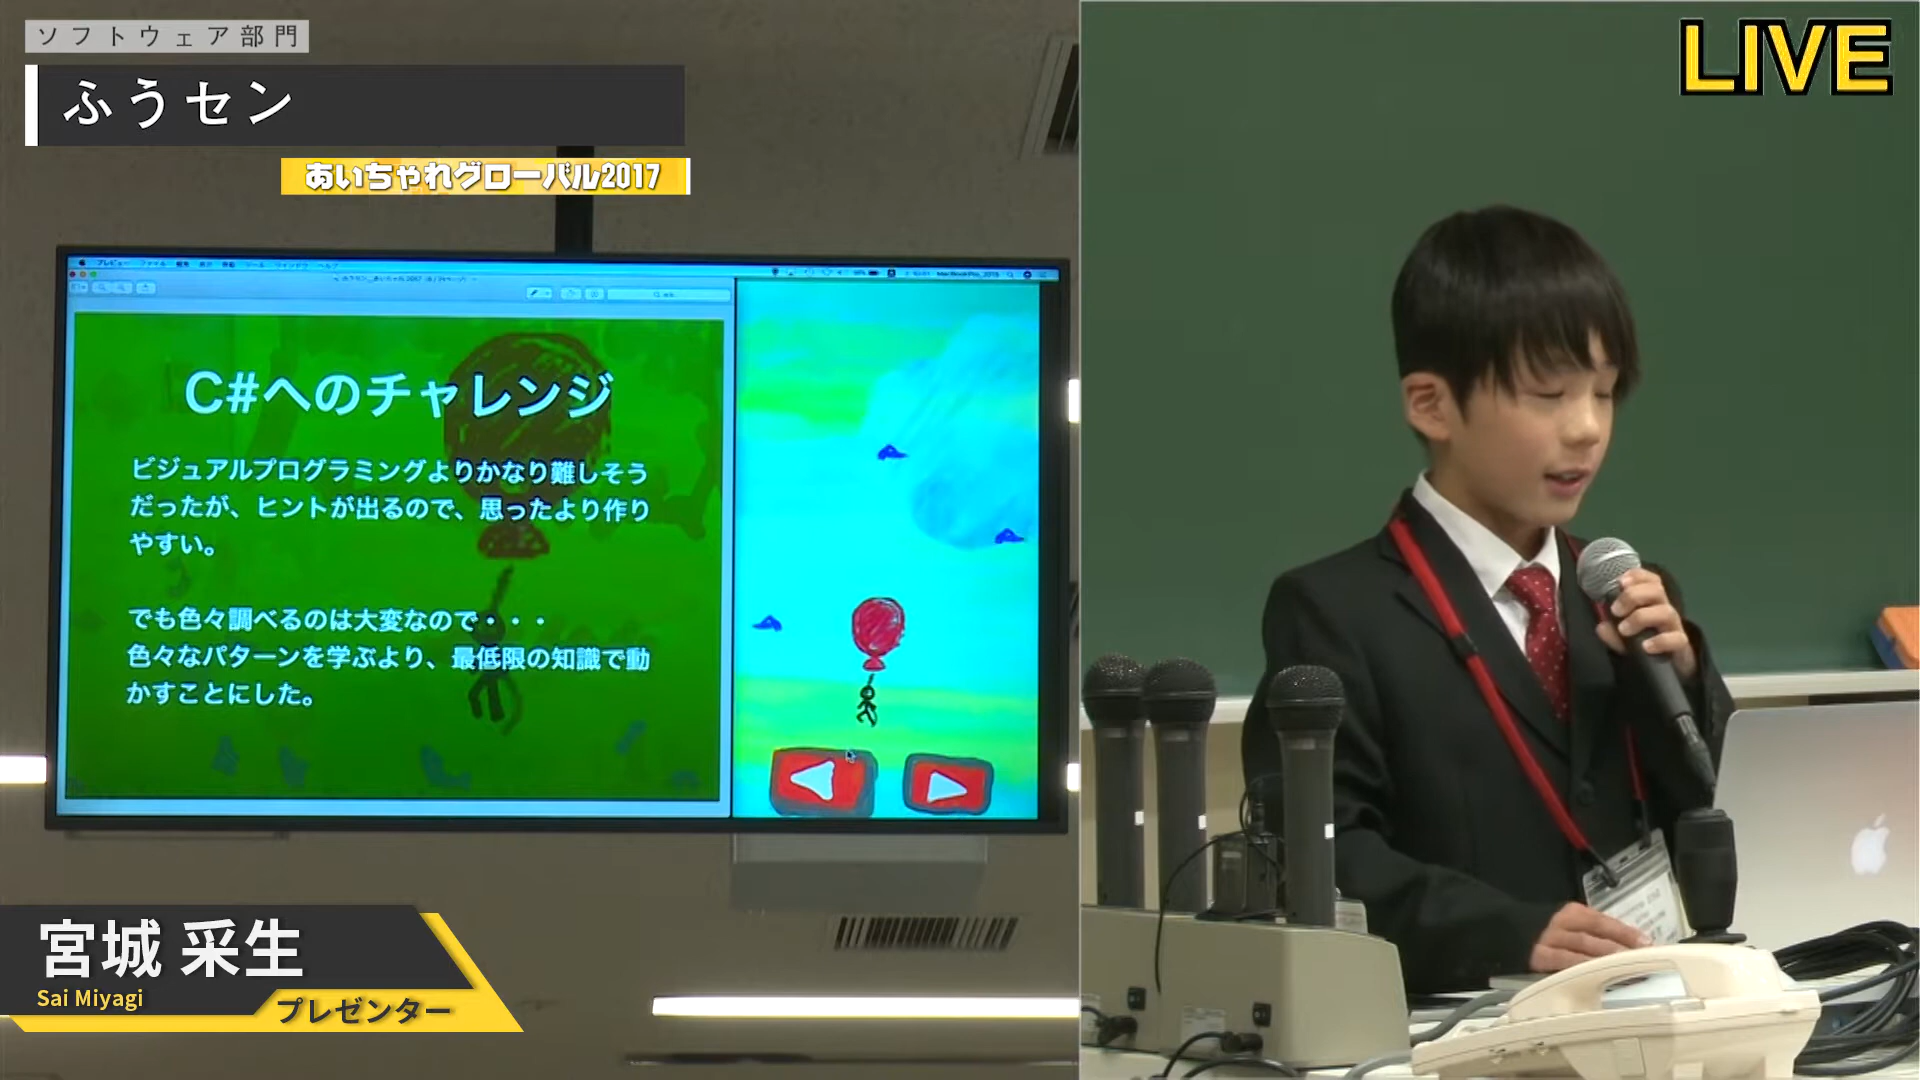 ソフトウェア部門
ふうセン
あいちゃれグローバル2017
LIVE
C#へのチャレンジ
ビジュアルプログラミングよりかなり難しそう
だったが、ヒントが出るので、思ったより作り
やすい。
でも色々調べるのは大変なので・・・
色々なパターンを学ぶより、最低限の知識で動
かすことにした。
宮城 采生
Sai Miyagi
プレゼンター